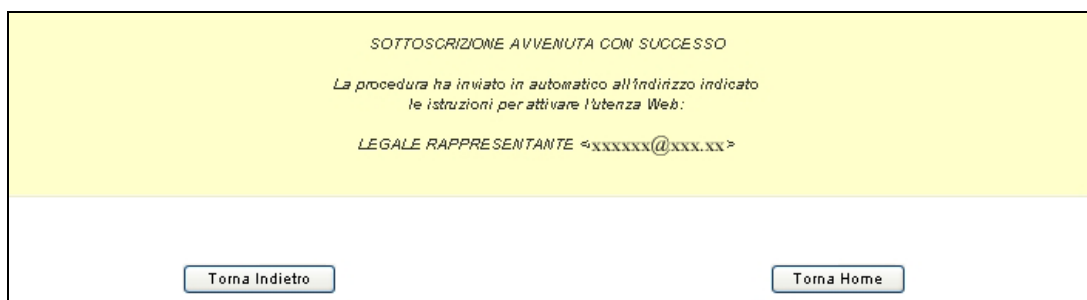 SOTTOSCRIZIONE AVVENUTA CON SUCCESSO
La procedura ha inviato in automatico all'indirizzo indicato
le istruzioni per attivare l'utenza Web:
LEGALE RAPPRESENTANTE <xxxxxx@xxx.xx>
Torna Indietro
Torna Home